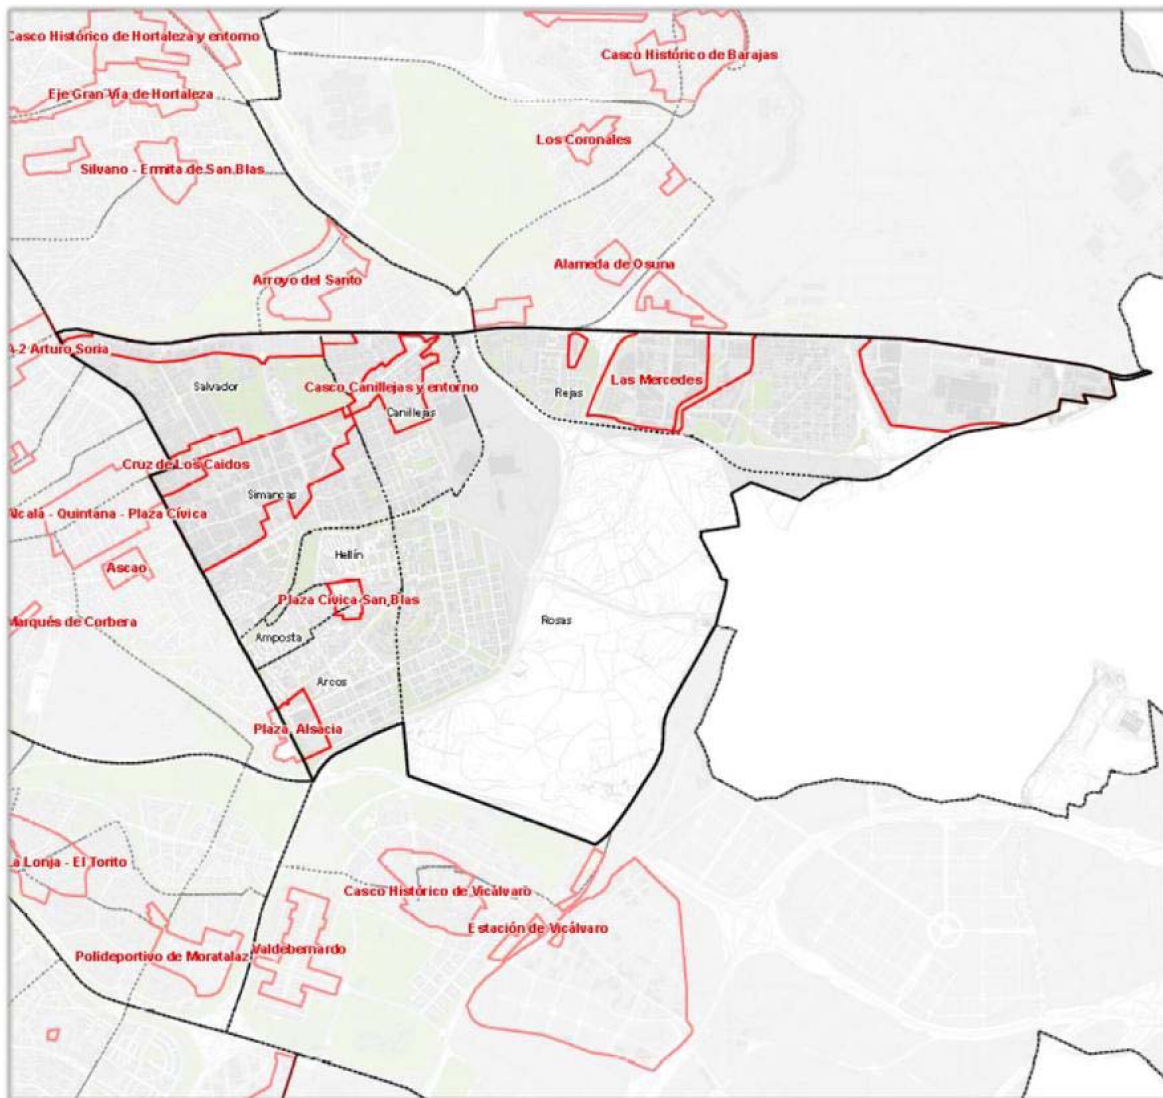 Casco Histórico de Hortaleza y entorno
Casco Histórico de Barajas
Eje Gran Vía de Hortaleza
Los Coronales
Silvano - Ermita de San Blas
Alameda de Osuna
Arroyo del Santo
A-2 Arturo Soria
Salvador
Casco Canillejas y entorno
Las Mercedes
Rejas
Canillejas
Cruz de Los Caídos
Simancas
Alcalá - Quintana - Plaza Cívica
Hellín
Ascao
Plaza Cívica San Blas
Marqués de Corbera
Rosas
Amposta
Arcos
Plaza Alsacia
La Lonja - El Torito
Casco Histórico de Vicálvaro
Estación de Vicálvaro
Valdebernardo
Polideportivo de Moratalaz